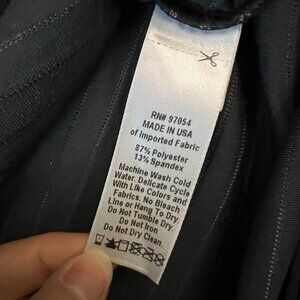 RN# 97054
MADE IN USA
of Imported Fabric
87% Polyester
13% Spandex
Machine Wash Cold
Water. Delicate Cycle
With Like Colors and
Fabrics. No Bleach
Line or Hang To Dry.
Do Not Tumble Dry.
Do Not Iron.
Do Not Dry Clean.